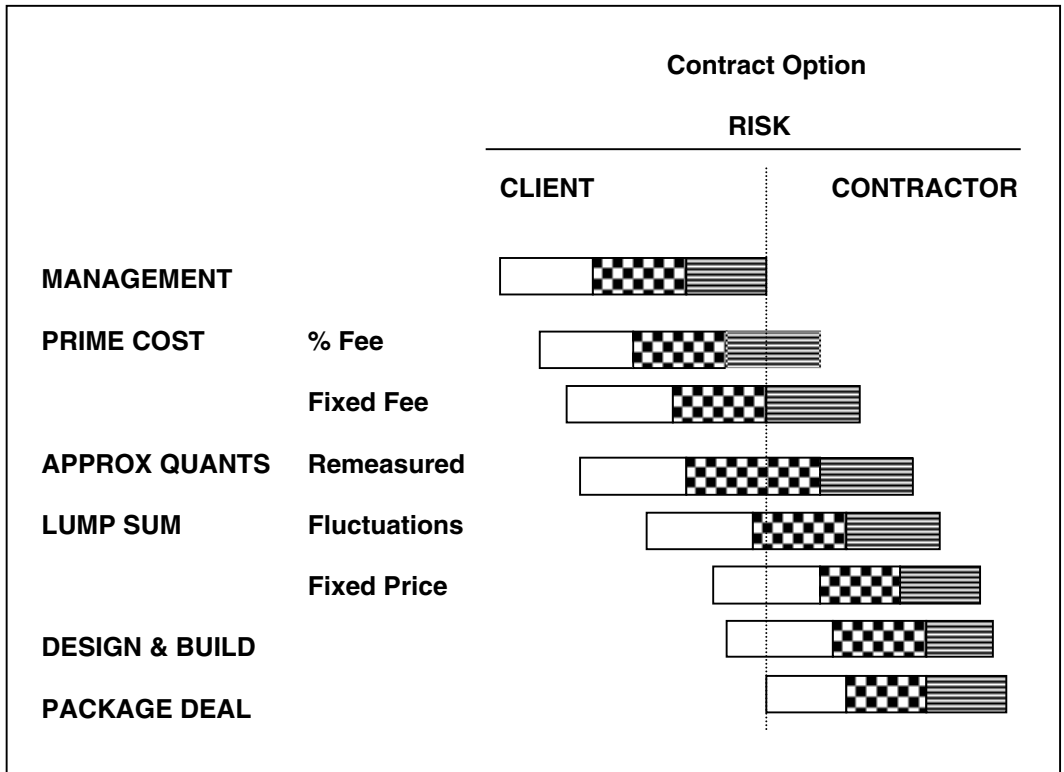 Contract Option
RISK
CLIENT CONTRACTOR
MANAGEMENT
PRIME COST % Fee
Fixed Fee
APPROX QUANTS Remeasured
LUMP SUM Fluctuations
Fixed Price
DESIGN & BUILD
PACKAGE DEAL